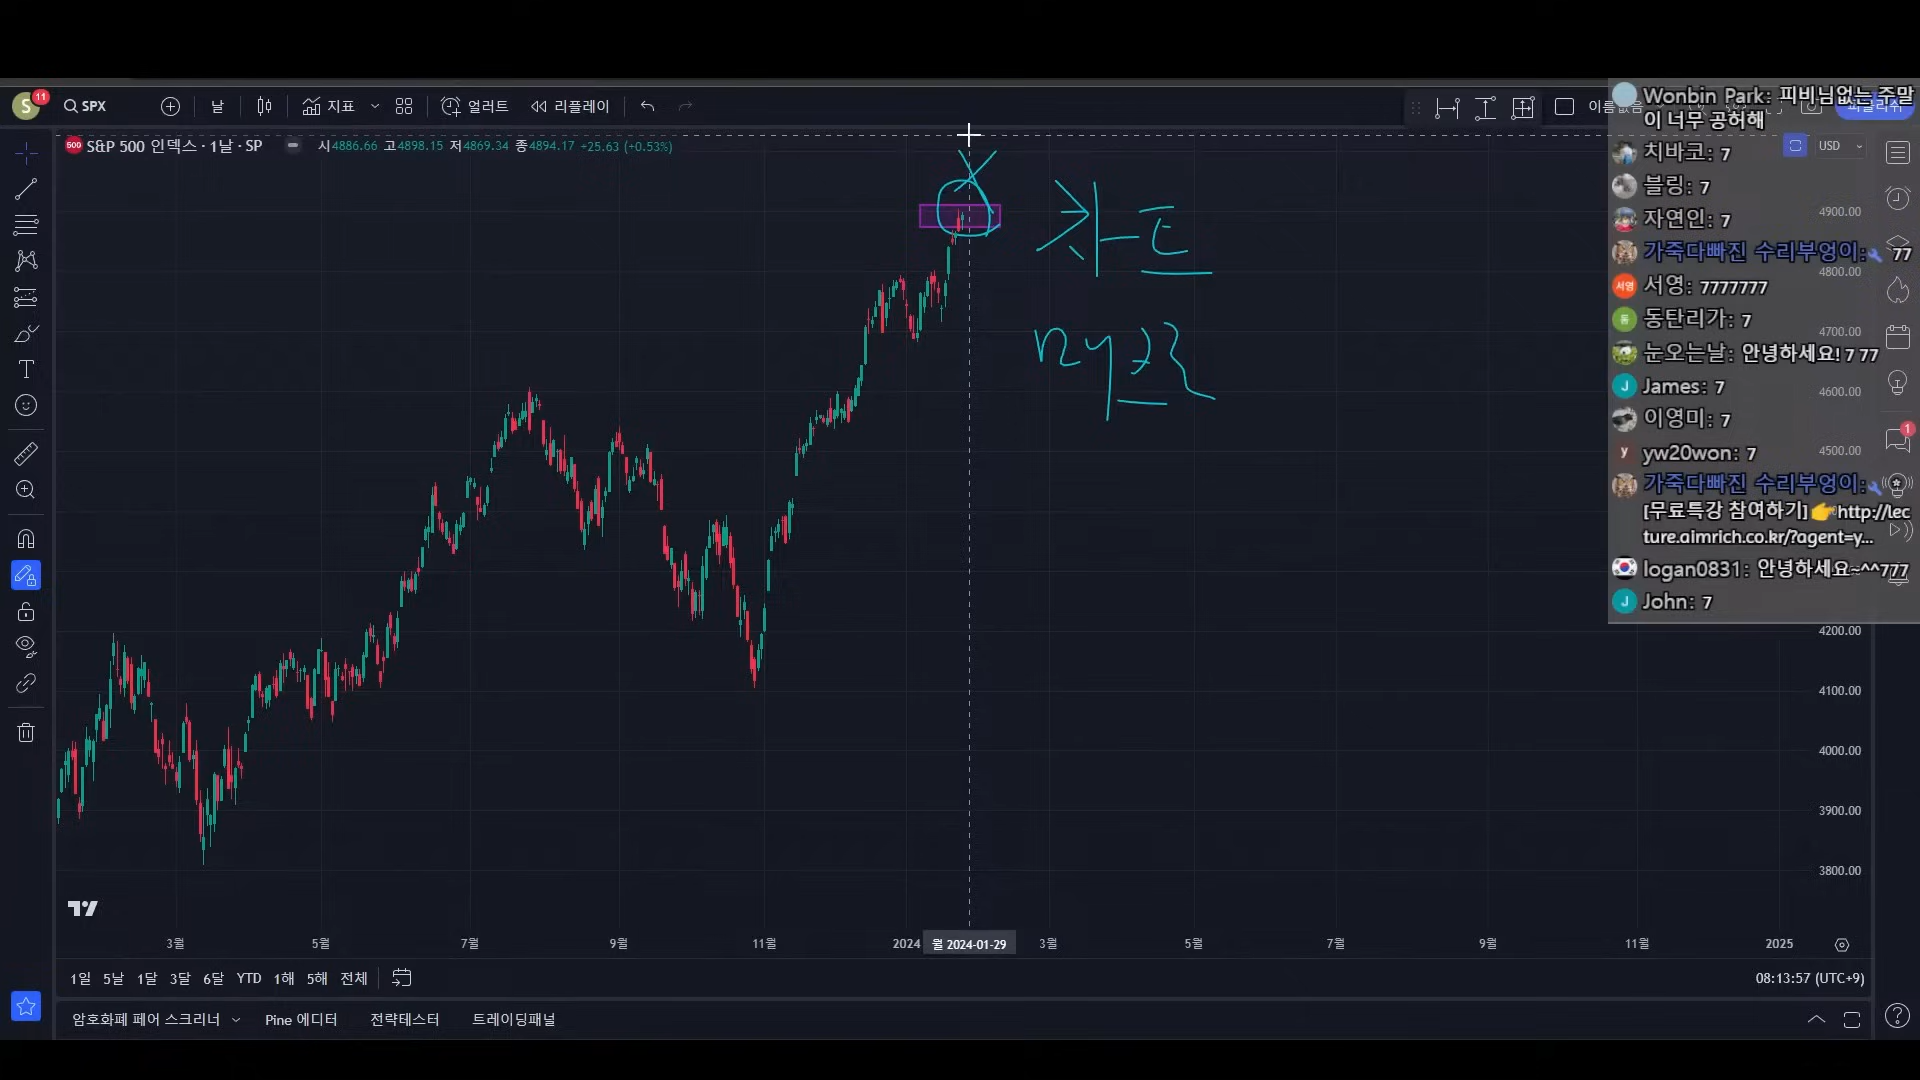 S
11
SPX
날
지표
얼러트
리플레이
이름없음
S&P 500 인덱스 · 1날 · SP
시4886.66 고4898.15 저4869.34 종4894.17 +25.63 (+0.53%)
500
차트
USD
4900.00
4800.00
4700.00
4600.00
4500.00
4200.00
4100.00
4000.00
3900.00
3800.00
Wonbin Park: 피비님없는 주말
이 너무 공허해
치바코: 7
블링: 7
자연인: 7
가죽다빠진 수리부엉이: 77
서영 서영: 7777777
동 동탄리가: 7
눈오는날: 안녕하세요! 7 77
J James: 7
이영미: 7
y yw20won: 7
가죽다빠진 수리부엉이:
[무료특강 참여하기]👉http://lec
ture.aimrich.co.kr/?agent=y...
logan0831: 안녕하세요~^^777
J John: 7
1
3월 5월 7월 9월 11월 2024 월 2024-01-29 3월 5월 7월 9월 11월 2025
1일 5날 1달 3달 6달 YTD 1해 5해 전체
08:13:57 (UTC+9)
암호화폐 페어 스크리너 Pine 에디터 전략테스터 트레이딩패널